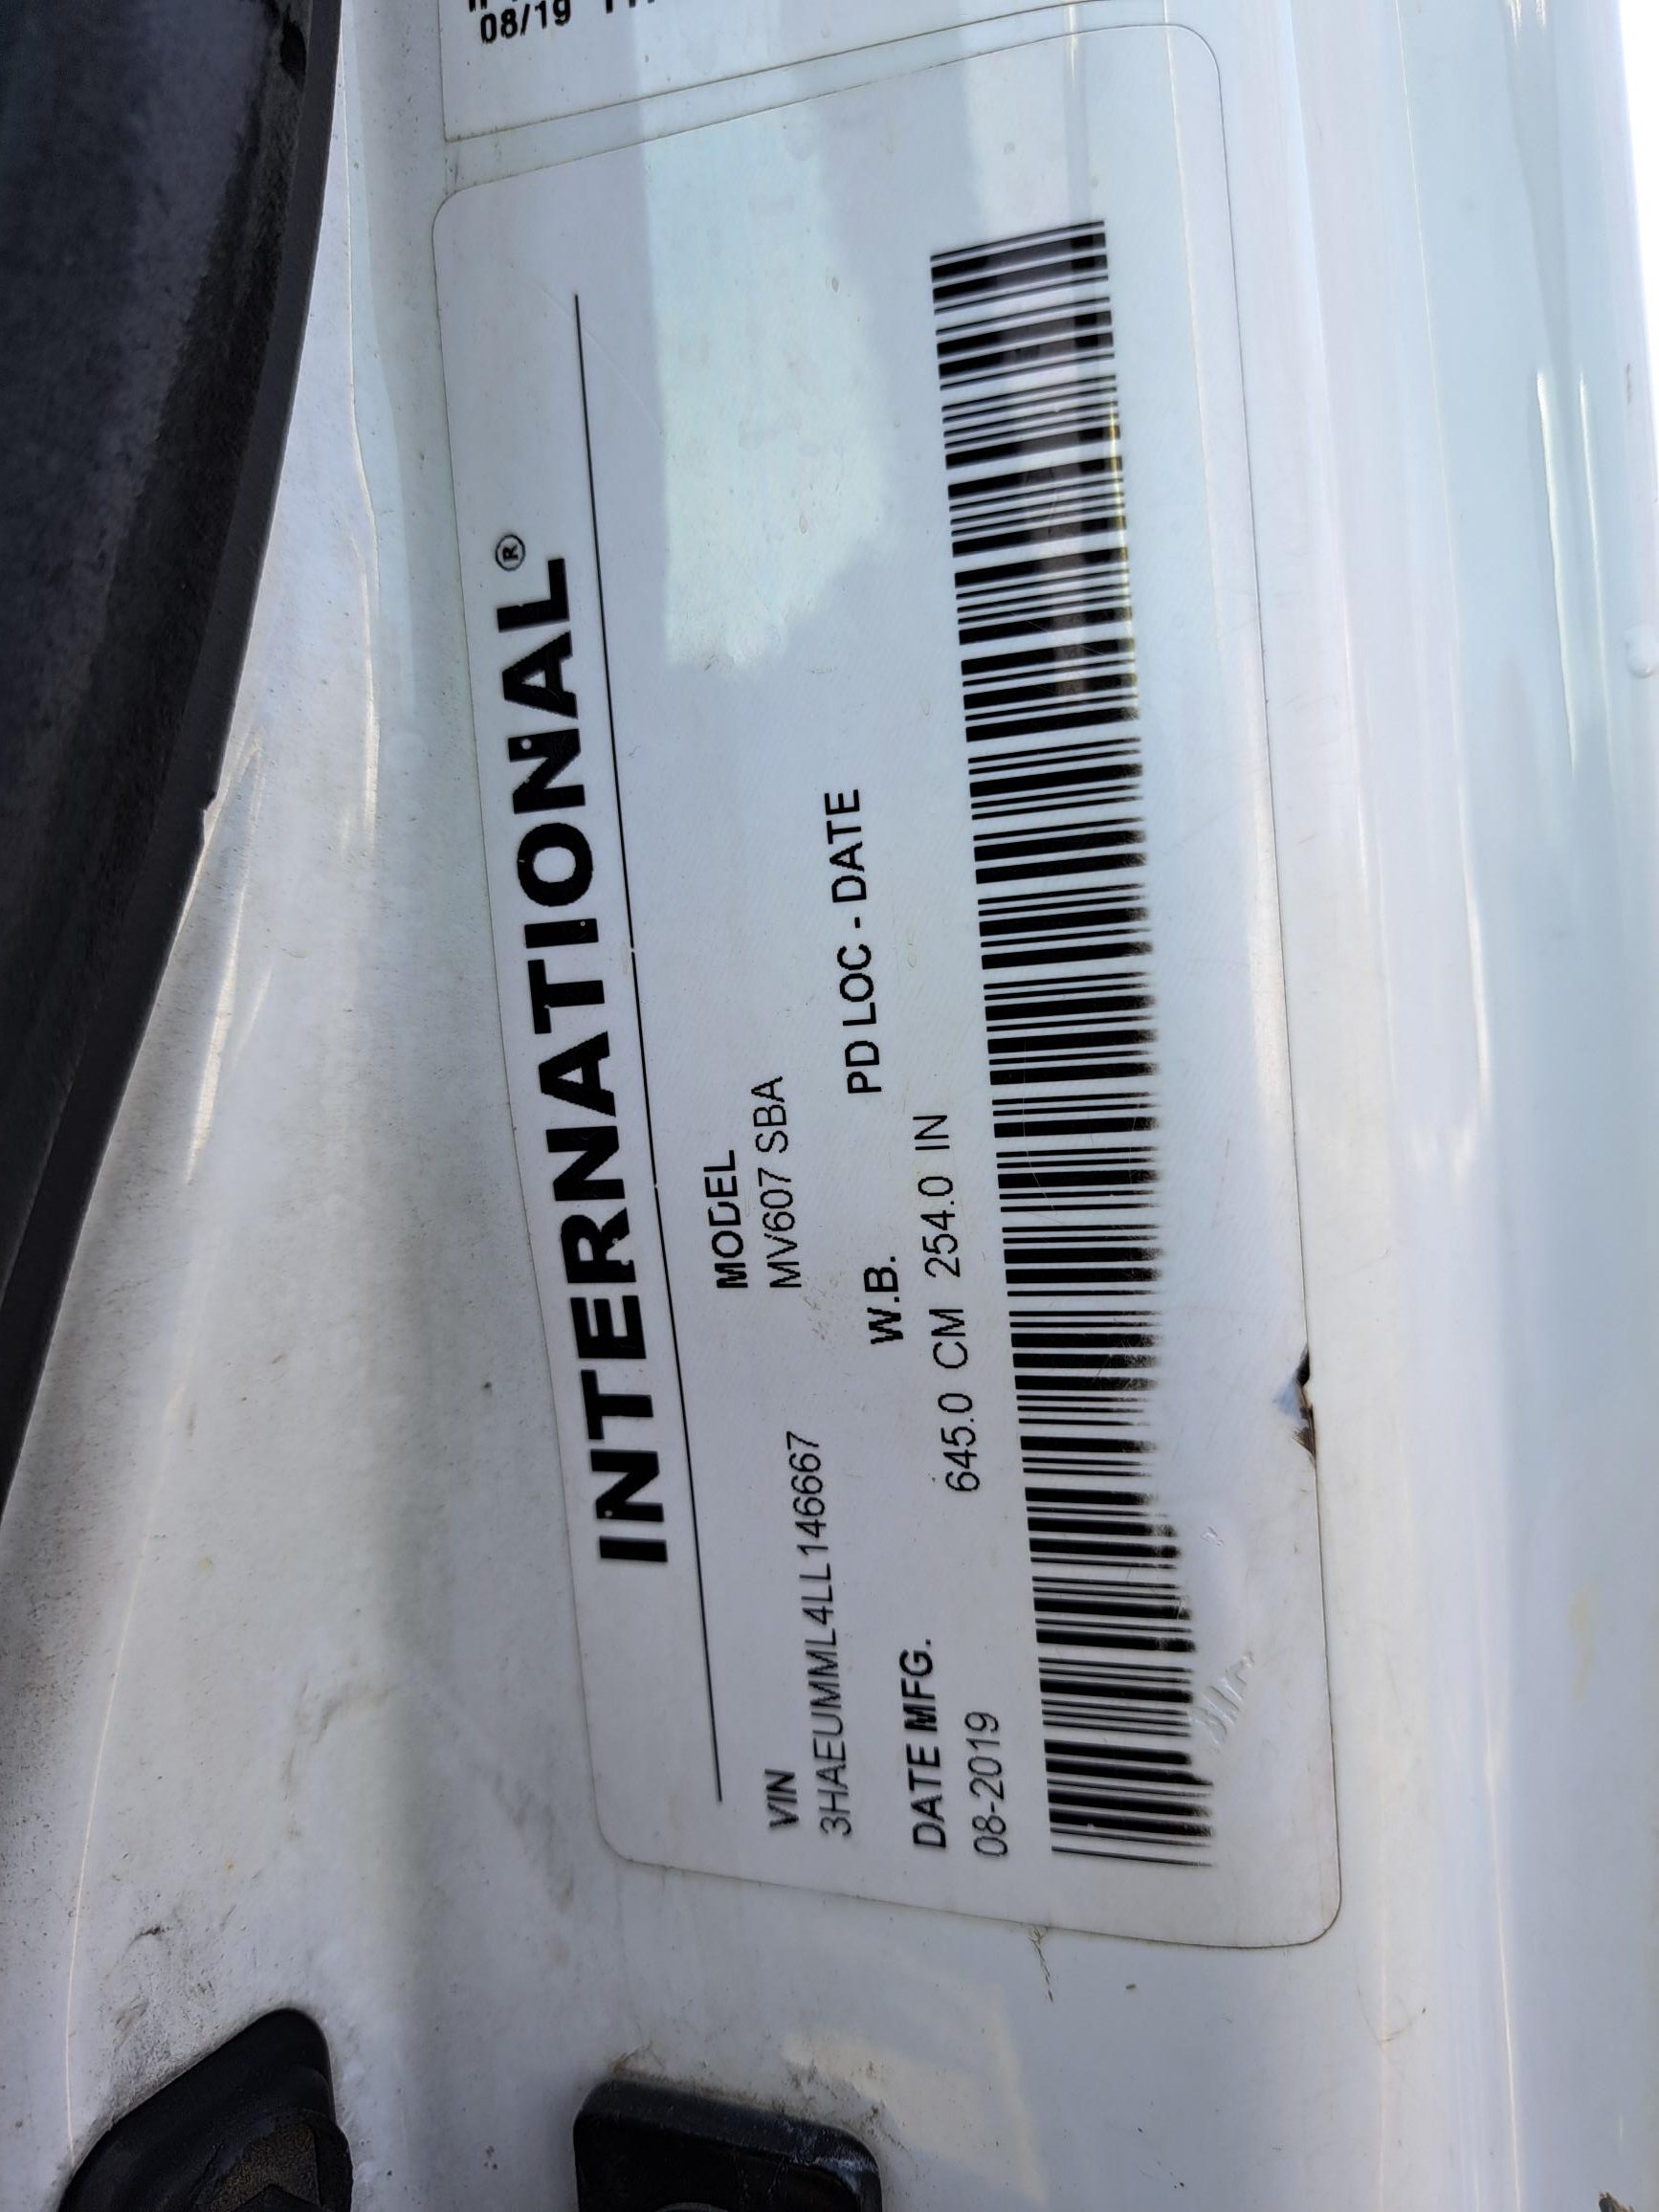 08/19
INTERNATIONAL®
VIN MODEL
3HAEUMML4LL146667 MV607 SBA
DATE MFG. W.B. PD LOC - DATE
08-2019 645.0 CM 254.0 IN